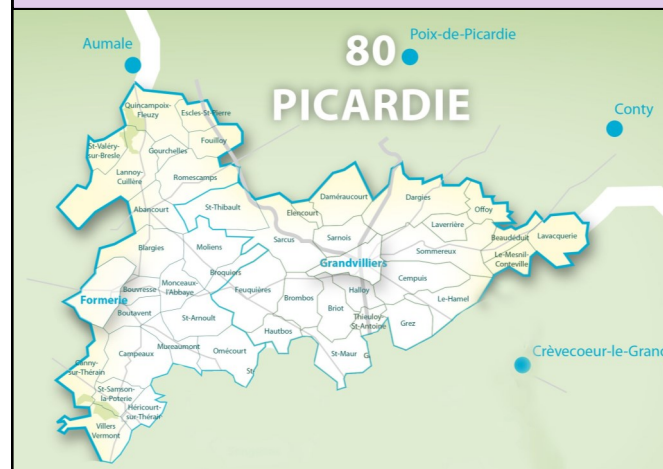 Aumale
80
Poix-de-Picardie
PICARDIE
Conty
Quincampoix-
Fleuzy
Escles-St-Pierre
St-Valéry-
sur-Bresle
Gourchelles
Fouilloy
Lannoy-
Cuillère
Romescamps
Abancourt
St-Thibault
Elencourt
Daméraucourt
Dargies
Offoy
Laverrière
Blargies
Moliens
Sarcus
Sarnois
Sommereux
Beaudéduit
Lavacquerie
Le-Mesnil-
Conteville
Grandvilliers
Broquiers
Formerie
Bouvresse
Monceaux-
l'Abbaye
Feuquières
Brombos
Halloy
Cempuis
Le-Hamel
Boutavent
St-Arnoult
Briot
Thieuloy-
St-Antoine
Grez
Hautbos
Campeaux
Mureaumont
Omécourt
St-Maur
G
St
Canny-
sur-Thérain
Crèvecoeur-le-Grand
St-Samson-
la-Poterie
Héricourt-
sur-Thérain
Villers
Vermont